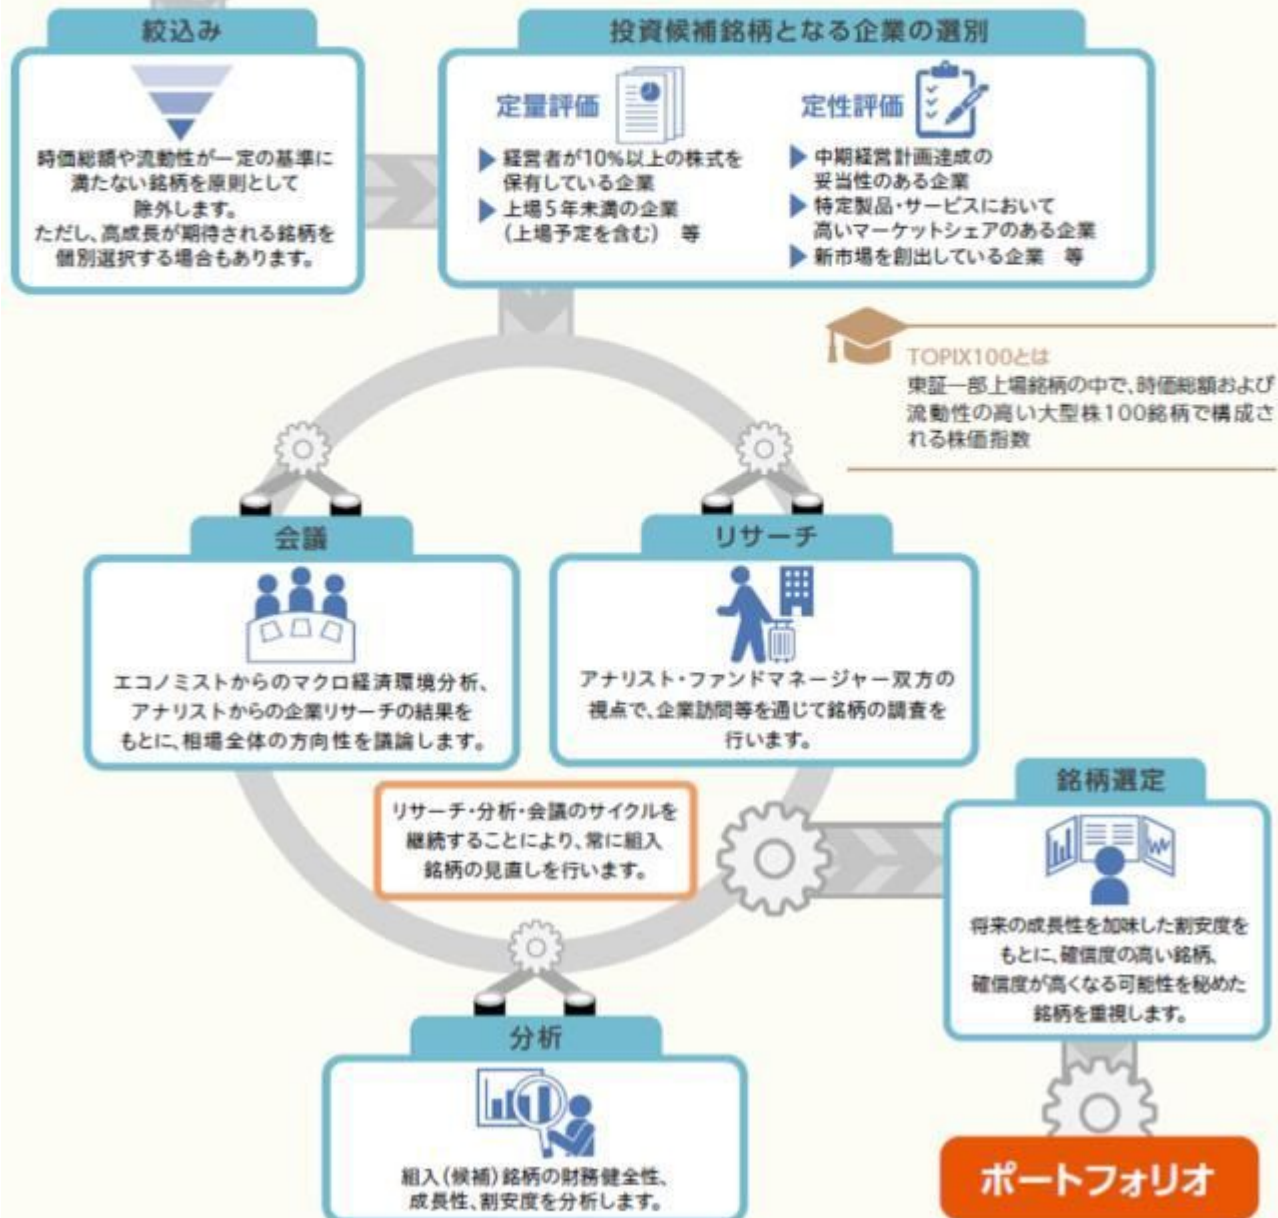 絞込み
時価総額や流動性が一定の基準に
満たない銘柄を原則として
除外します。
ただし、高成長が期待される銘柄を
個別選択する場合もあります。
投資候補銘柄となる企業の選別
定量評価
▶ 経営者が10%以上の株式を
保有している企業
▶ 上場5年未満の企業
(上場予定を含む) 等
定性評価
▶ 中期経営計画達成の
妥当性のある企業
▶ 特定製品・サービスにおいて
高いマーケットシェアのある企業
▶ 新市場を創出している企業 等
TOPIX100とは
東証一部上場銘柄の中で、時価総額および
流動性の高い大型株100銘柄で構成さ
れる株価指数
会議
エコノミストからのマクロ経済環境分析、
アナリストからの企業リサーチの結果を
もとに、相場全体の方向性を議論します。
リサーチ
アナリスト・ファンドマネージャー双方の
視点で、企業訪問等を通じて銘柄の調査を
行います。
リサーチ・分析・会議のサイクルを
継続することにより、常に組入
銘柄の見直しを行います。
銘柄選定
将来の成長性を加味した割安度を
もとに、確信度の高い銘柄、
確信度が高くなる可能性を秘めた
銘柄を重視します。
分析
組入(候補)銘柄の財務健全性、
成長性、割安度を分析します。
ポートフォリオ